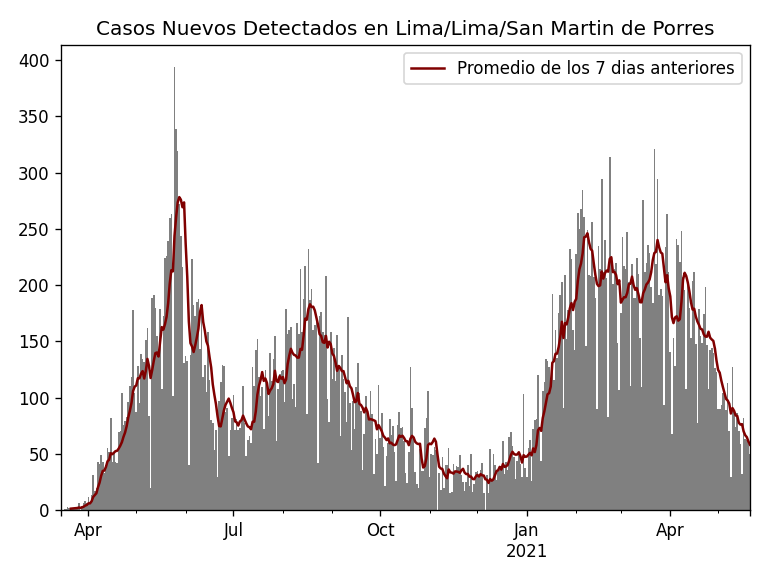 Casos Nuevos Detectados en Lima/Lima/San Martin de Porres
Promedio de los 7 dias anteriores
400
350
300
250
200
150
100
50
0
Apr
Jul
Oct
Jan
2021
Apr